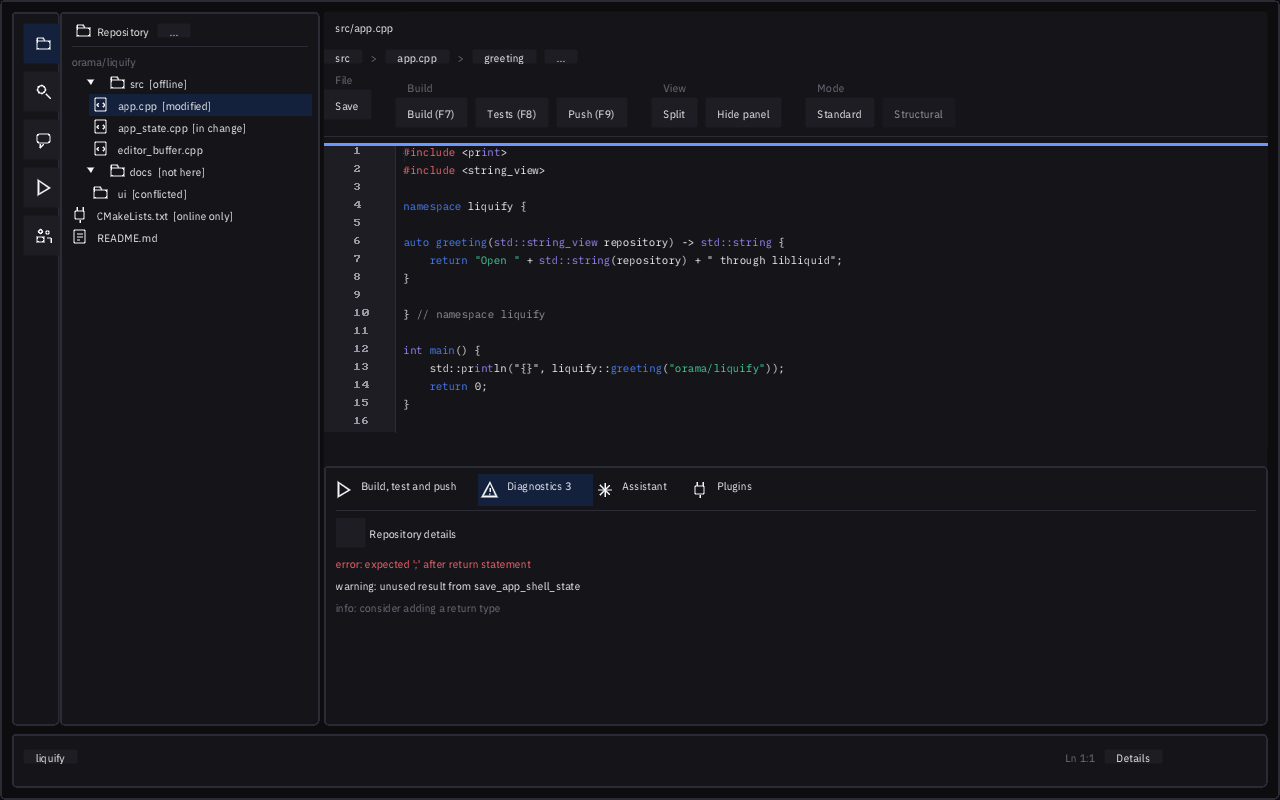 Repository ...
orama/liquify
src [offline]
app.cpp [modified]
app_state.cpp [in change]
editor_buffer.cpp
docs [not here]
ui [conflicted]
CMakeLists.txt [online only]
README.md
src/app.cpp
src > app.cpp > greeting ...
File Build View Mode
Save Build (F7) Tests (F8) Push (F9) Split Hide panel Standard Structural
1 #include <print>
2 #include <string_view>
3
4 namespace liquify {
5
6 auto greeting(std::string_view repository) -> std::string {
7     return "Open " + std::string(repository) + " through libliquid";
8 }
9
10 } // namespace liquify
11
12 int main() {
13     std::println("{}", liquify::greeting("orama/liquify"));
14     return 0;
15 }
16
Build, test and push Diagnostics 3 Assistant Plugins
Repository details
error: expected ';' after return statement
warning: unused result from save_app_shell_state
info: consider adding a return type
liquify Ln 1:1 Details